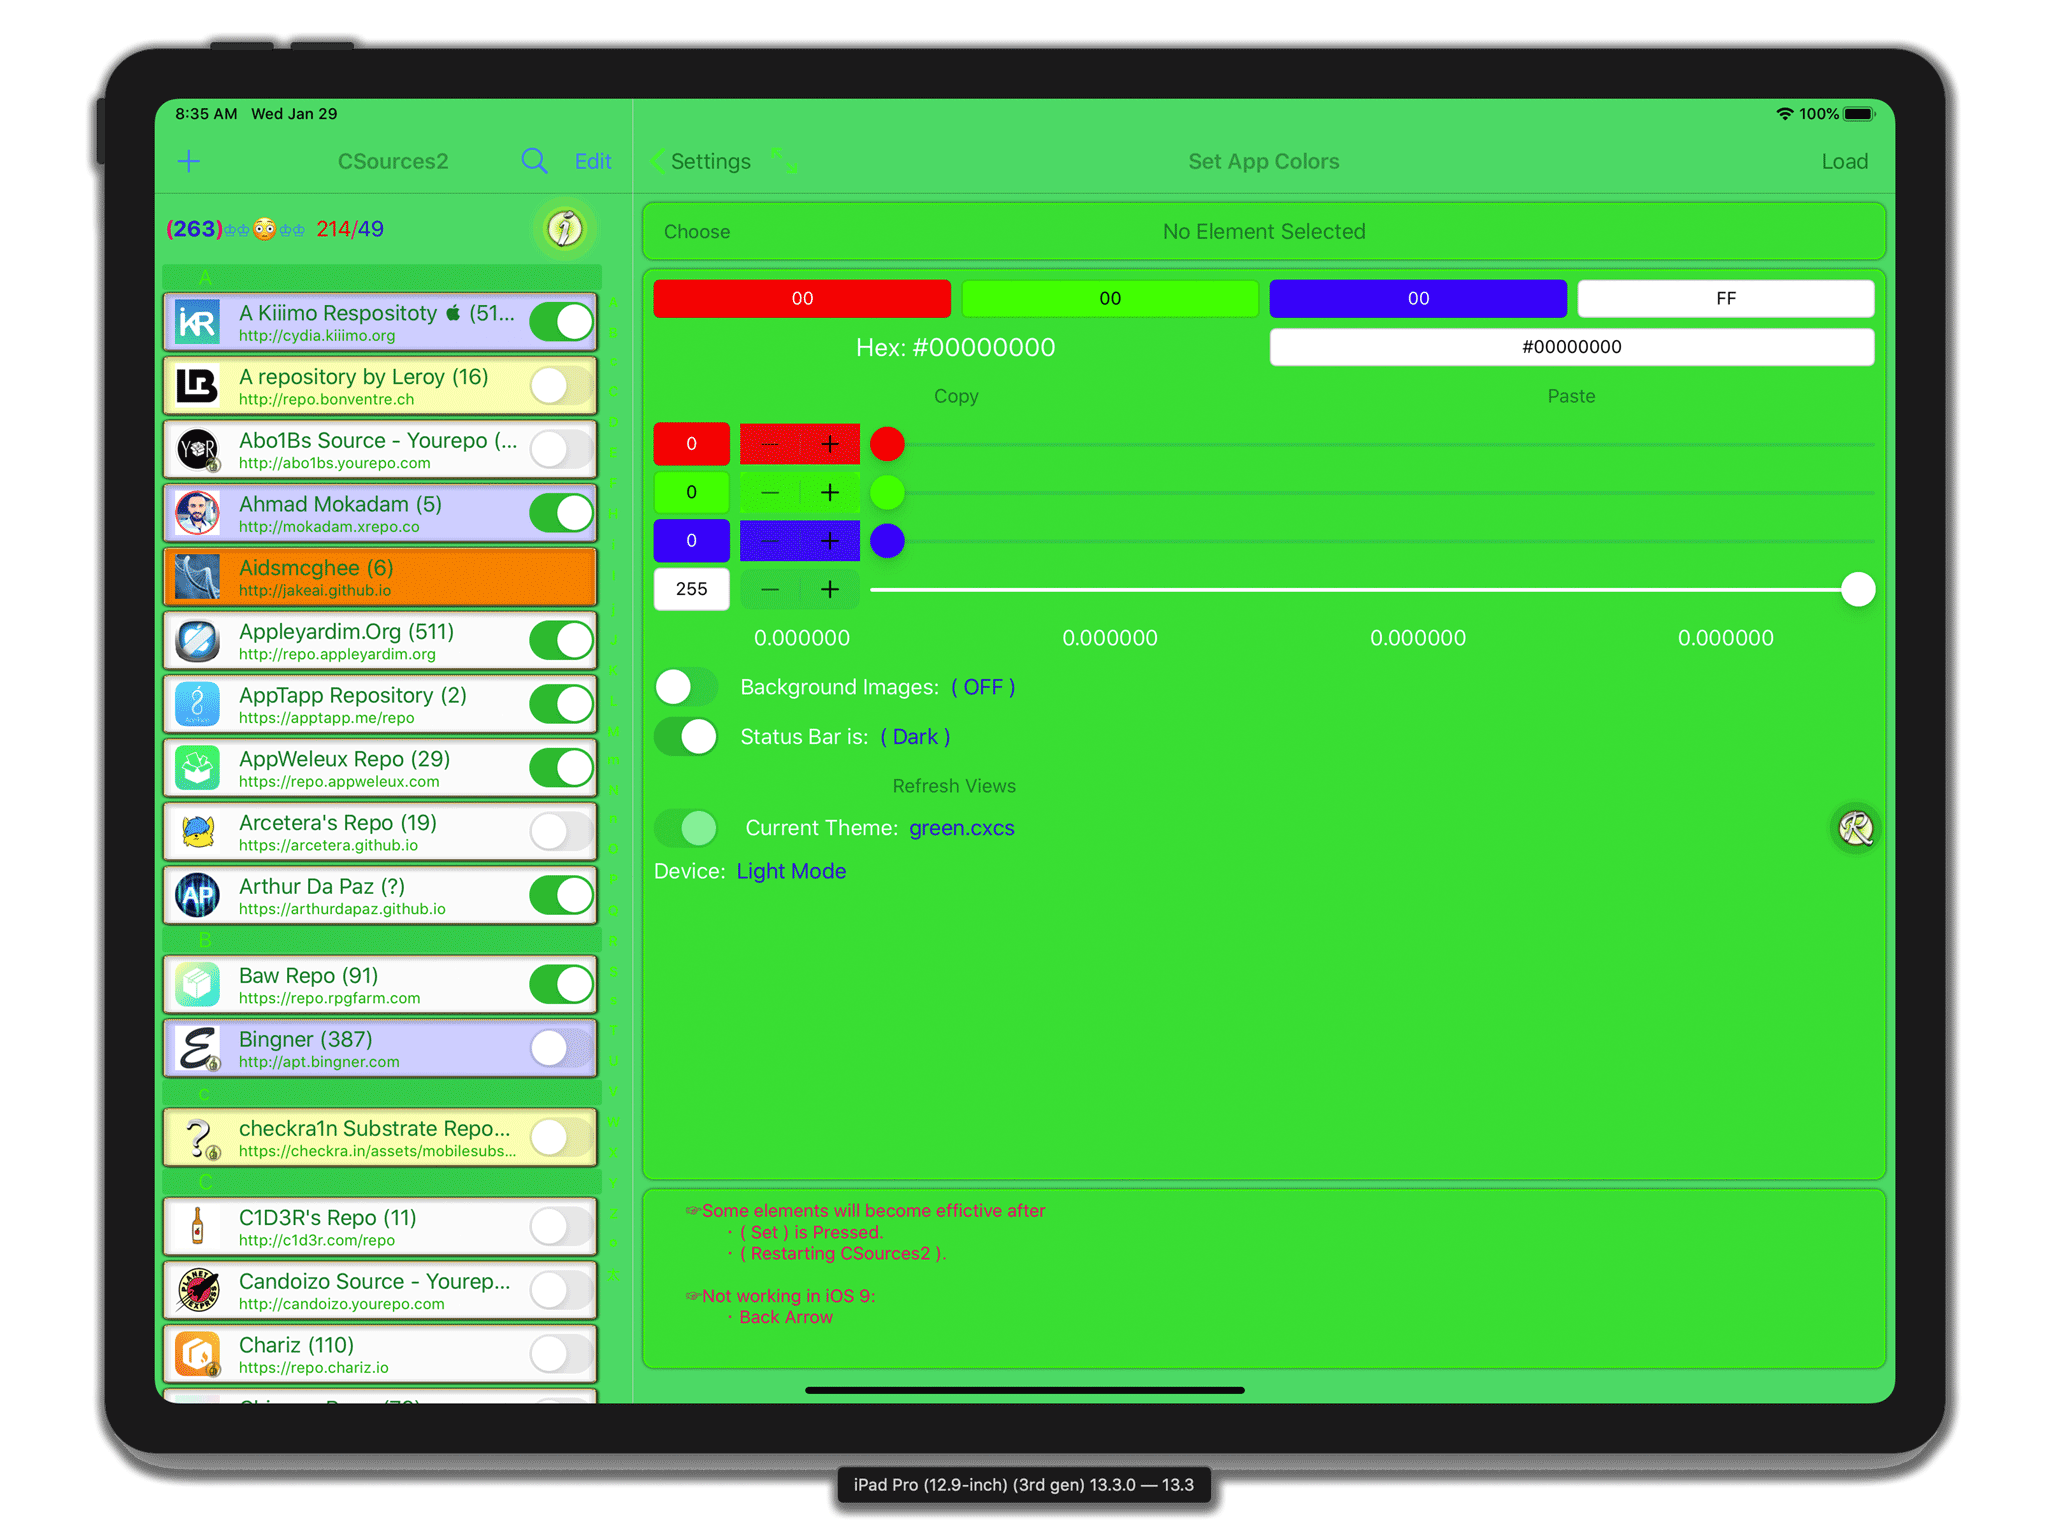 8:35 AM Wed Jan 29
100%
CSources2
Edit
Settings
Set App Colors
Load
(263) 214/49
A
A Kiiimo Respositoty (51...
http://cydia.kiiimo.org
A repository by Leroy (16)
http://repo.bonventre.ch
Abo1Bs Source - Yourepo (...
http://abo1bs.yourepo.com
Ahmad Mokadam (5)
http://mokadam.xrepo.co
Aidsmcghee (6)
http://jakeai.github.io
Appleyardim.Org (511)
http://repo.appleyardim.org
AppTapp Repository (2)
https://apptapp.me/repo
AppWeleux Repo (29)
https://repo.appweleux.com
Arcetera's Repo (19)
https://arcetera.github.io
AP
Arthur Da Paz (?)
https://arthurdapaz.github.io
B
Baw Repo (91)
https://repo.rpgfarm.com
Bingner (387)
http://apt.bingner.com
c
checkra1n Substrate Repo...
https://checkra.in/assets/mobilesubs...
C
C1D3R's Repo (11)
http://c1d3r.com/repo
PLANET EXPRESS
Candoizo Source - Yourep...
http://candoizo.yourepo.com
Chariz (110)
https://repo.chariz.io
Choose
No Element Selected
00 00 00 FF
Hex: #00000000
#00000000
Copy
Paste
0 — +
0 — +
0 — +
255 — +
0.000000 0.000000 0.000000 0.000000
Background Images: ( OFF )
Status Bar is: ( Dark )
Refresh Views
Current Theme: green.cxcs
Device: Light Mode
☞Some elements will become effictive after
· ( Set ) is Pressed.
· ( Restarting CSources2 ).
☞Not working in iOS 9:
· Back Arrow
iPad Pro (12.9-inch) (3rd gen) 13.3.0 — 13.3